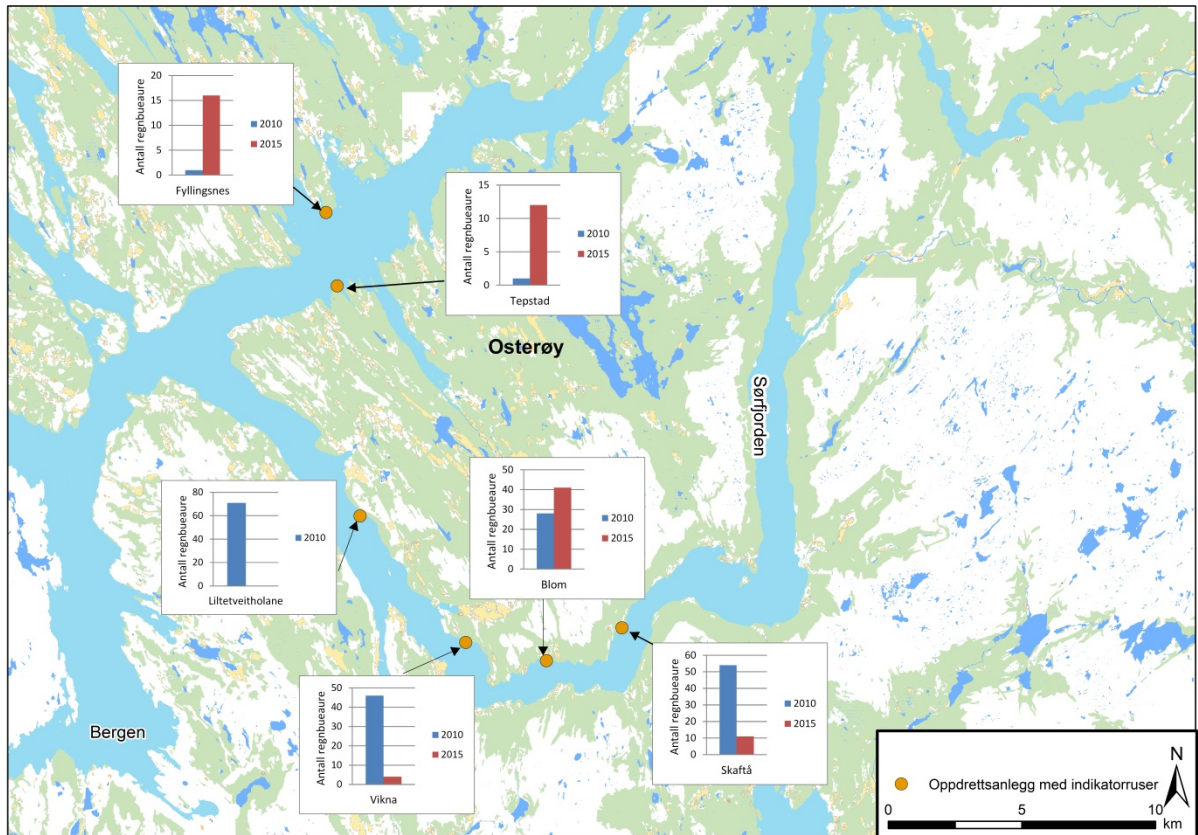 20
15
10
5
0
Antall regnbueaure
2010
2015
Fyllingsnes
15
10
5
0
Antall regnbueaure
2010
2015
Tepstad
Osterøy
Sørfjorden
80
60
40
20
0
Antall regnbueaure
2010
Liltetveitholane
50
40
30
20
10
0
Antall regnbueaure
2010
2015
Blom
50
40
30
20
10
0
Antall regnbueaure
2010
2015
Vikna
60
50
40
30
20
10
0
Antall regnbueaure
2010
2015
Skaftå
Bergen
N
Oppdrettsanlegg med indikatorruser
0 5 10
km